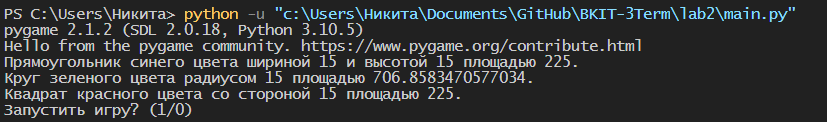 PS C:\Users\Никита> python -u "c:\Users\Никита\Documents\GitHub\BKIT-3Term\lab2\main.py"
pygame 2.1.2 (SDL 2.0.18, Python 3.10.5)
Hello from the pygame community. https://www.pygame.org/contribute.html
Прямоугольник синего цвета шириной 15 и высотой 15 площадью 225.
Круг зеленого цвета радиусом 15 площадью 706.8583470577034.
Квадрат красного цвета со стороной 15 площадью 225.
Запустить игру? (1/0)